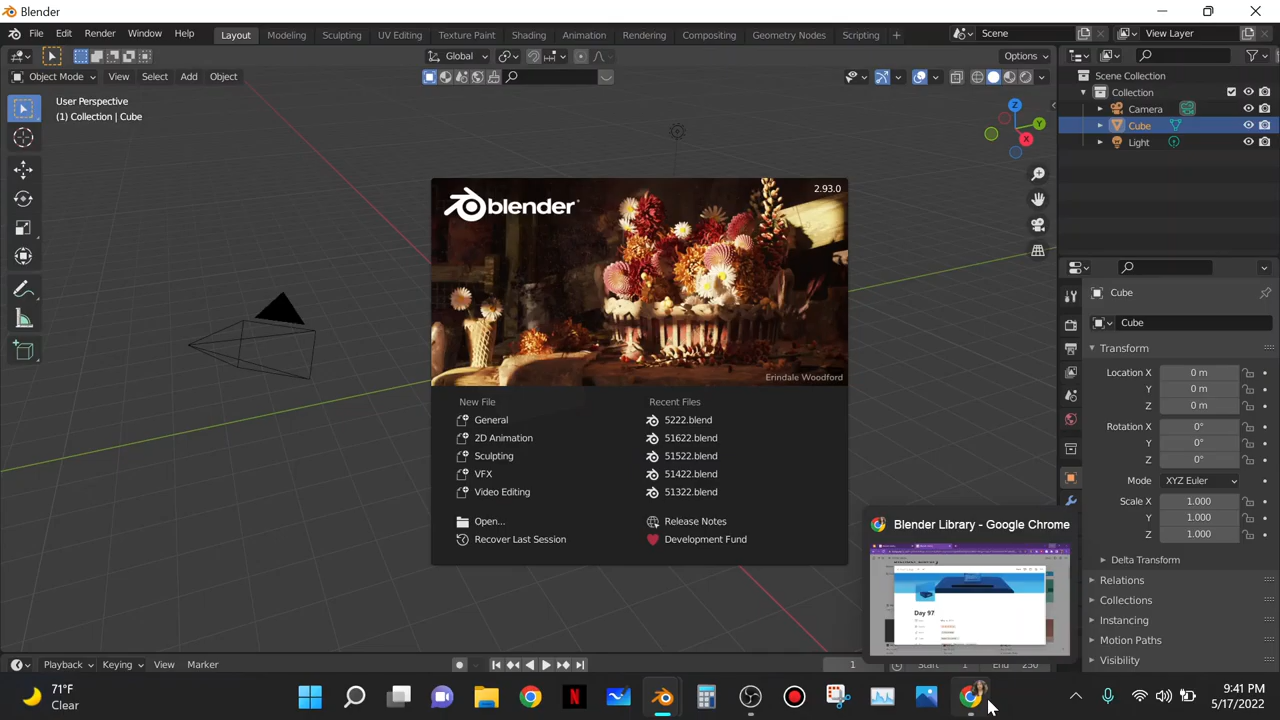 Blender
File Edit Render Window Help
Layout Modeling Sculpting UV Editing Texture Paint Shading Animation Rendering Compositing Geometry Nodes Scripting
Scene
View Layer
Global
Options
Object Mode View Select Add Object
User Perspective
(1) Collection | Cube
Z
Y
X
Scene Collection
Collection
Camera
Cube
Light
blender
2.93.0
Erindale Woodford
New File
General
2D Animation
Sculpting
VFX
Video Editing
Open...
Recover Last Session
Recent Files
5222.blend
51622.blend
51522.blend
51422.blend
51322.blend
Release Notes
Development Fund
Cube
Cube
Transform
Location X 0 m
Y 0 m
Z 0 m
Rotation X 0°
Y 0°
Z 0°
Mode XYZ Euler
Scale X 1.000
Y 1.000
Z 1.000
Delta Transform
Relations
Collections
Instancing
Motion Paths
Visibility
Blender Library - Google Chrome
Day 97
Playback Keying View Marker
1
Start 1 End 250
71°F
Clear
9:41 PM
5/17/2022